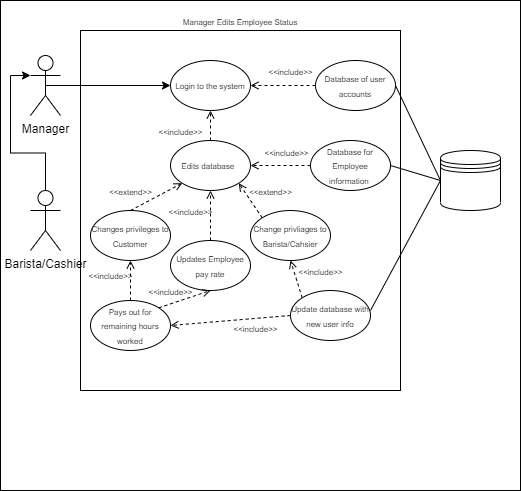 Manager Edits Employee Status
<<include>>
Login to the system
Database of user
accounts
Manager
<<include>>
<<include>>
Database for
Employee
information
Edits database
<<extend>>
<<include>>
<<extend>>
Changes privileges to
Customer
Change privliages to
Barista/Cahsier
Barista/Cashier
Updates Employee
pay rate
<<include>>
<<include>>
<<include>>
Pays out for
remaining hours
worked
Update database with
new user info
<<include>>